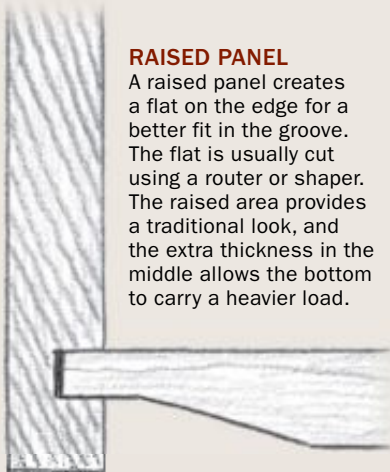 RAISED PANEL
A raised panel creates
a flat on the edge for a
better fit in the groove.
The flat is usually cut
using a router or shaper.
The raised area provides
a traditional look, and
the extra thickness in the
middle allows the bottom
to carry a heavier load.